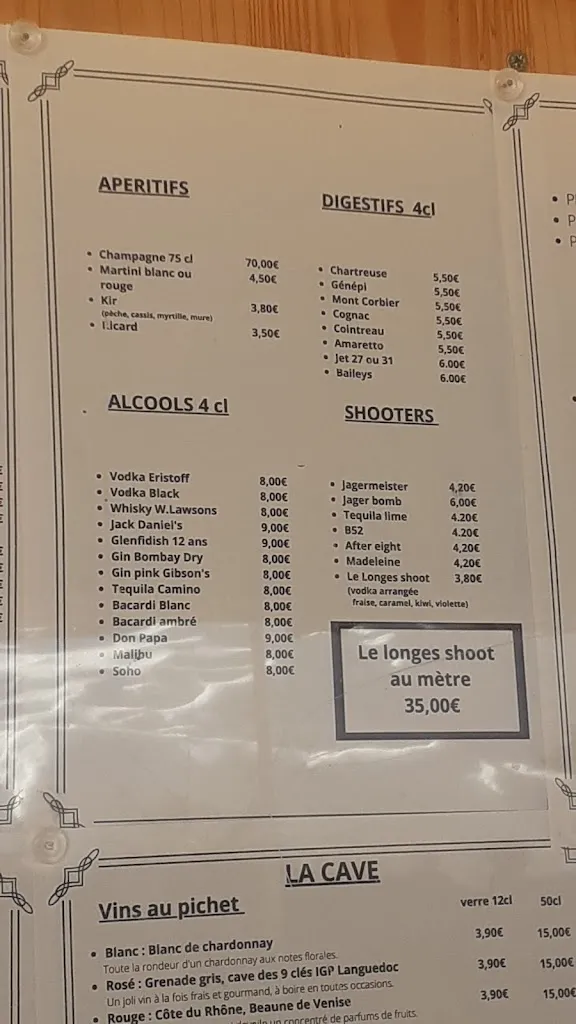 APERITIFS
• Champagne 75 cl 70,00€
• Martini blanc ou 4,50€
rouge
• Kir 3,80€
(pèche, cassis, myrtille, mure)
• Ricard 3,50€
DIGESTIFS 4cl
• Chartreuse 5,50€
• Génépi 5,50€
• Mont Corbier 5,50€
• Cognac 5,50€
• Cointreau 5,50€
• Amaretto 5,50€
• Jet 27 ou 31 6.00€
• Baileys 6.00€
ALCOOLS 4 cl
• Vodka Eristoff 8,00€
• Vodka Black 8,00€
• Whisky W.Lawsons 8,00€
• Jack Daniel's 9,00€
• Glenfidish 12 ans 9,00€
• Gin Bombay Dry 8,00€
• Gin pink Gibson's 8,00€
• Tequila Camino 8,00€
• Bacardi Blanc 8,00€
• Bacardi ambré 8,00€
• Don Papa 9,00€
• Malibu 8,00€
• Soho 8,00€
SHOOTERS
• Jagermeister 4,20€
• Jager bomb 6,00€
• Tequila lime 4.20€
• B52 4.20€
• After eight 4,20€
• Madeleine 4,20€
• Le Longes shoot 3,80€
(vodka arrangée
fraise, caramel, kiwi, violette)
Le longes shoot
au mètre
35,00€
LA CAVE
Vins au pichet verre 12cl 50cl
• Blanc : Blanc de chardonnay 3,90€ 15,00€
Toute la rondeur d'un chardonnay aux notes florales.
• Rosé : Grenade gris, cave des 9 clés IGP Languedoc 3,90€ 15,00€
Un joli vin à la fois frais et gourmand, à boire en toutes occasions.
• Rouge : Côte du Rhône, Beaune de Venise 3,90€ 15,00€
un concentré de parfums de fruits.